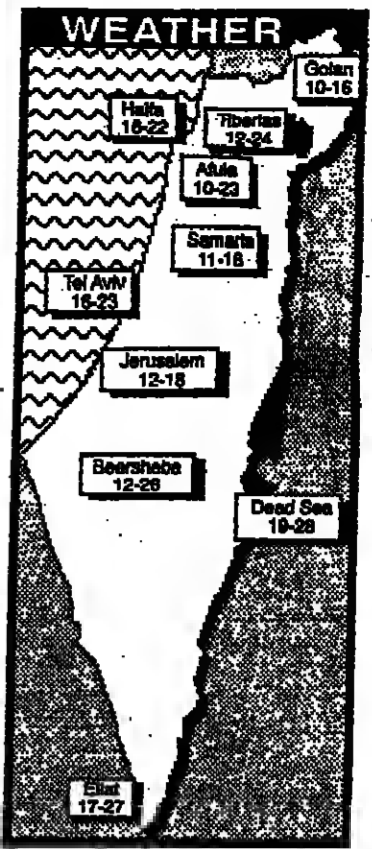 WEATHER
Golan
10-16
Haifa
16-22
Tiberias
12-24
Afula
10-23
Samaria
11-18
Tel Aviv
16-23
Jerusalem
12-18
Beersheba
12-26
Dead Sea
19-28
Eilat
17-27